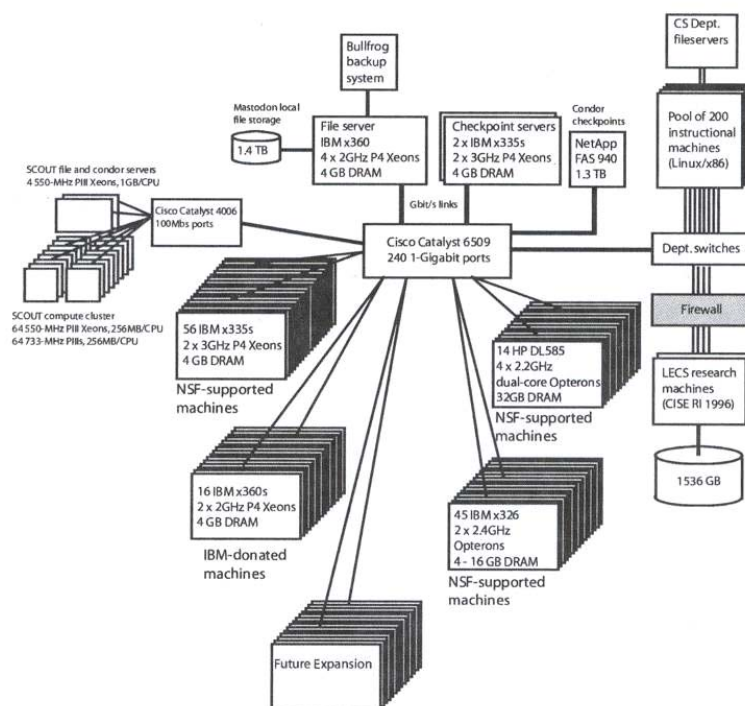 CS Dept.
fileservers
Bullfrog
backup
system
Mastodon local
file storage
1.4 TB
File server
IBM x360
4 x 2GHz P4 Xeons
4 GB DRAM
Checkpoint servers
2 x IBM x335s
2 x 3GHz P4 Xeons
4 GB DRAM
Condor
checkpoints
NetApp
FAS 940
1.3 TB
Pool of 200
instructional
machines
(Linux/x86)
SCOUT file and condor servers
4 550-MHz PIII Xeons, 1GB/CPU
Gbit/s links
Cisco Catalyst 4006
100Mbs ports
Cisco Catalyst 6509
240 1-Gigabit ports
Dept. switches
Firewall
SCOUT compute cluster
64 550-MHz PIII Xeons, 256MB/CPU
64 733-MHz PIIIs, 256MB/CPU
56 IBM x335s
2 x 3GHz P4 Xeons
4 GB DRAM
NSF-supported
machines
14 HP DL585
4 x 2.2GHz
dual-core Opterons
32GB DRAM
NSF-supported
machines
LECS research
machines
(CISE RI 1996)
1536 GB
16 IBM x360s
2 x 2GHz P4 Xeons
4 GB DRAM
IBM-donated
machines
45 IBM x326
2 x 2.4GHz
Opterons
4 - 16 GB DRAM
NSF-supported
machines
Future Expansion